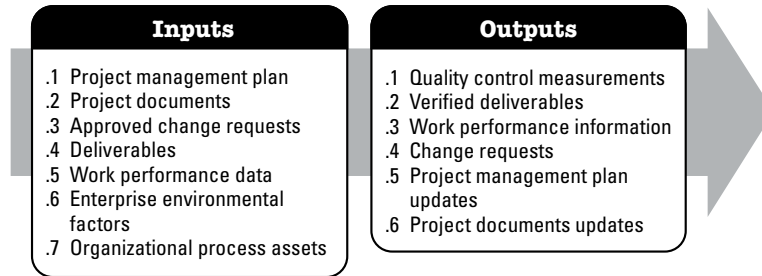 Inputs
.1 Project management plan
.2 Project documents
.3 Approved change requests
.4 Deliverables
.5 Work performance data
.6 Enterprise environmental
factors
.7 Organizational process assets
Outputs
.1 Quality control measurements
.2 Verified deliverables
.3 Work performance information
.4 Change requests
.5 Project management plan
updates
.6 Project documents updates